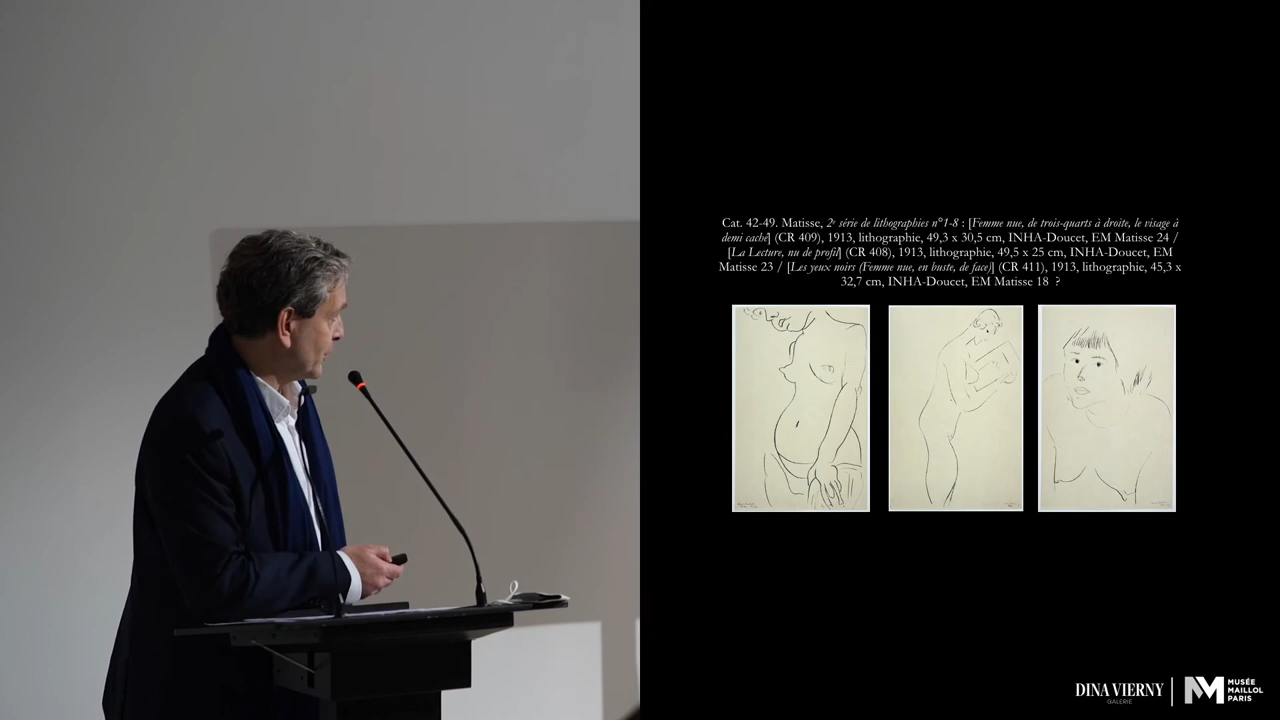 Cat. 42-49. Matisse, 2e série de lithographies n°1-8 : [Femme nue, de trois-quarts à droite, le visage à
demi caché] (CR 409), 1913, lithographie, 49,3 x 30,5 cm, INHA-Doucet, EM Matisse 24 /
[La Lecture, nu de profil] (CR 408), 1913, lithographie, 49,5 x 25 cm, INHA-Doucet, EM
Matisse 23 / [Les yeux noirs (Femme nue, en buste, de face)] (CR 411), 1913, lithographie, 45,3 x
32,7 cm, INHA-Doucet, EM Matisse 18 ?
DINA VIERNY
GALERIE
MUSÉE
MAILLOL
PARIS